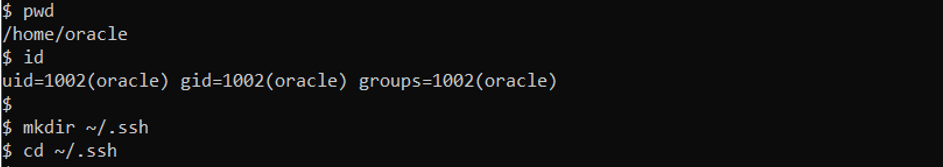 $ pwd
/home/oracle
$ id
uid=1002(oracle) gid=1002(oracle) groups=1002(oracle)
$
$ mkdir ~/.ssh
$ cd ~/.ssh